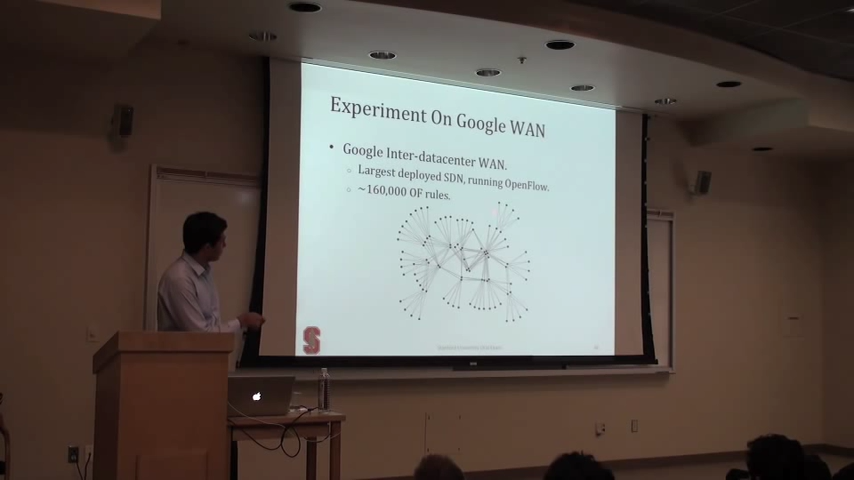 Experiment On Google WAN
• Google Inter-datacenter WAN.
○ Largest deployed SDN, running OpenFlow.
○ ~160,000 OF rules.
S